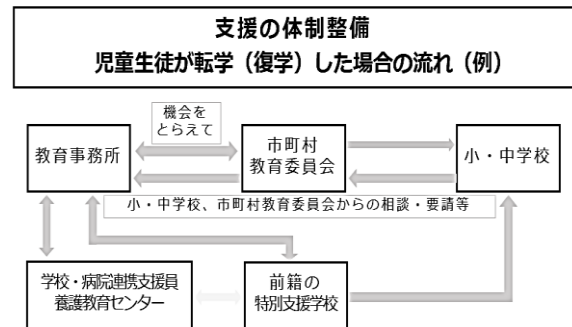 支援の体制整備
児童生徒が転学（復学）した場合の流れ（例）
機会を
とらえて
教育事務所
市町村
教育委員会
小・中学校
小・中学校、市町村教育委員会からの相談・要請等
学校・病院連携支援員
養護教育センター
前籍の
特別支援学校